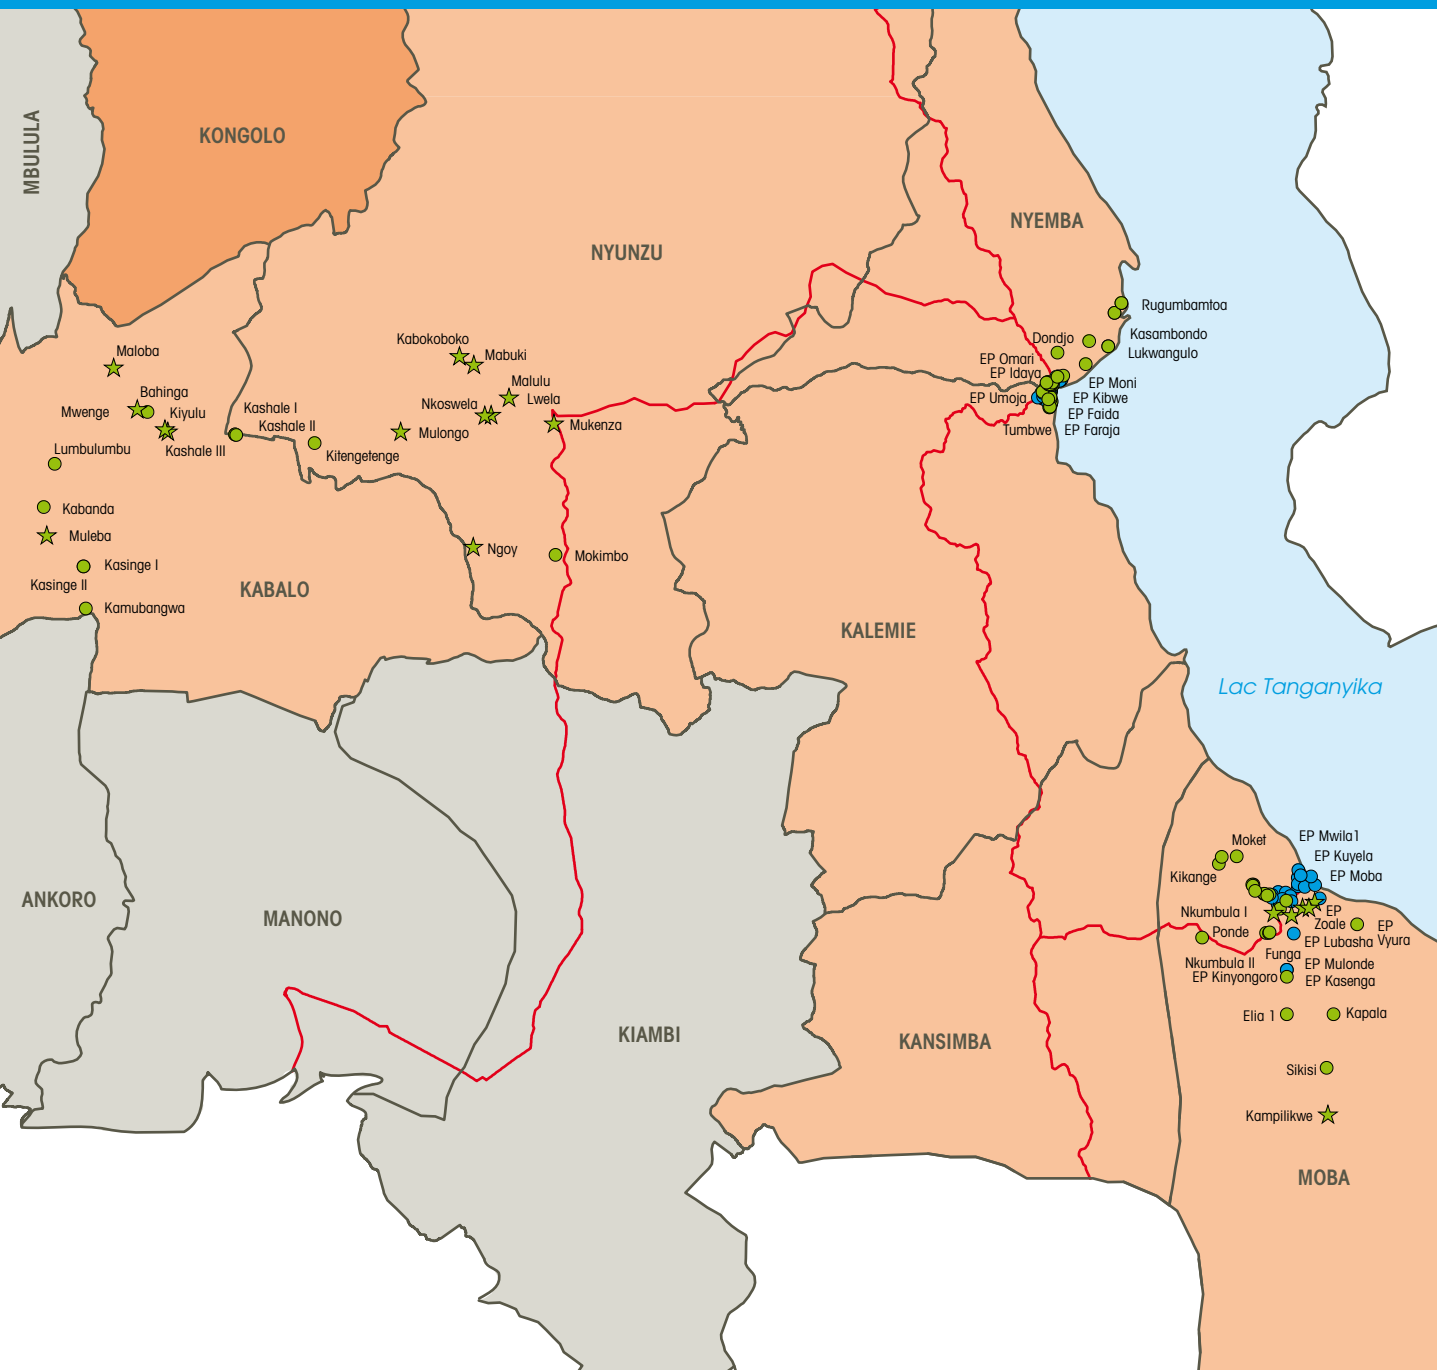 MBULULA
KONGOLO
NYUNZU
NYEMBA
Rugumbamtoa
Kasambondo
Lukwangulo
Dondjo
EP Omari
EP Idaya
EP Moni
EP Umoja
EP Kibwe
EP Faida
Tumbwe
EP Faraja
Maloba
Bahinga
Mwenge
Kiyulu
Kashale I
Kashale II
Kashale III
Lumbulumbu
Kitengetenge
Kabokoboko
Mabuki
Malulu
Lwela
Nkoswela
Mulongo
Mukenza
Kabanda
Muleba
Kasinge I
Kasinge II
Kamubangwa
Ngoy
Mokimbo
KABALO
KALEMIE
Lac Tanganyika
ANKORO
MANONO
KIAMBI
KANSIMBA
Moket
Kikange
EP Mwila1
EP Kuyela
EP Moba
Nkumbula I
EP
Zoale
Ponde
EP
Vyura
EP Lubasha
Funga
Nkumbula II
EP Mulonde
EP Kinyongoro
EP Kasenga
Elia 1
Kapala
Sikisi
Kampilikwe
MOBA